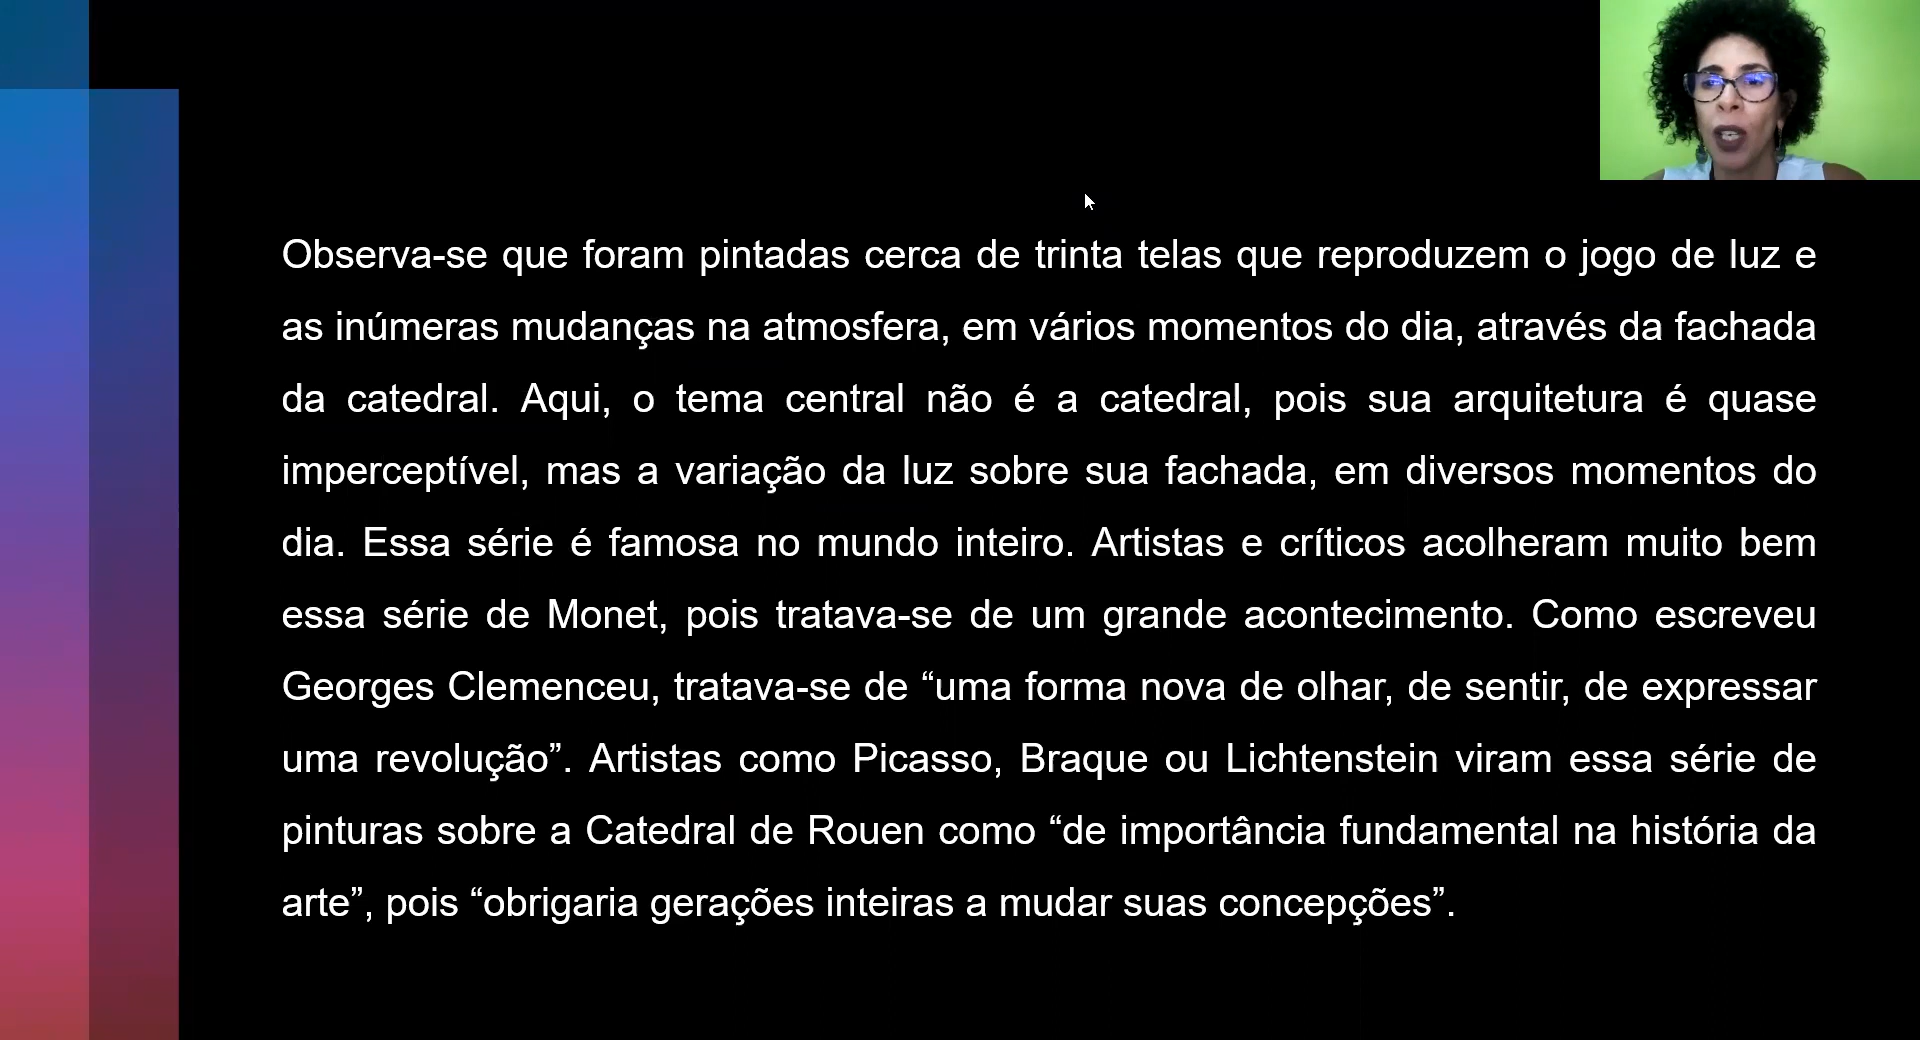 Observa-se que foram pintadas cerca de trinta telas que reproduzem o jogo de luz e
as inúmeras mudanças na atmosfera, em vários momentos do dia, através da fachada
da catedral. Aqui, o tema central não é a catedral, pois sua arquitetura é quase
imperceptível, mas a variação da luz sobre sua fachada, em diversos momentos do
dia. Essa série é famosa no mundo inteiro. Artistas e críticos acolheram muito bem
essa série de Monet, pois tratava-se de um grande acontecimento. Como escreveu
Georges Clemenceu, tratava-se de “uma forma nova de olhar, de sentir, de expressar
uma revolução”. Artistas como Picasso, Braque ou Lichtenstein viram essa série de
pinturas sobre a Catedral de Rouen como “de importância fundamental na história da
arte”, pois “obrigaria gerações inteiras a mudar suas concepções”.